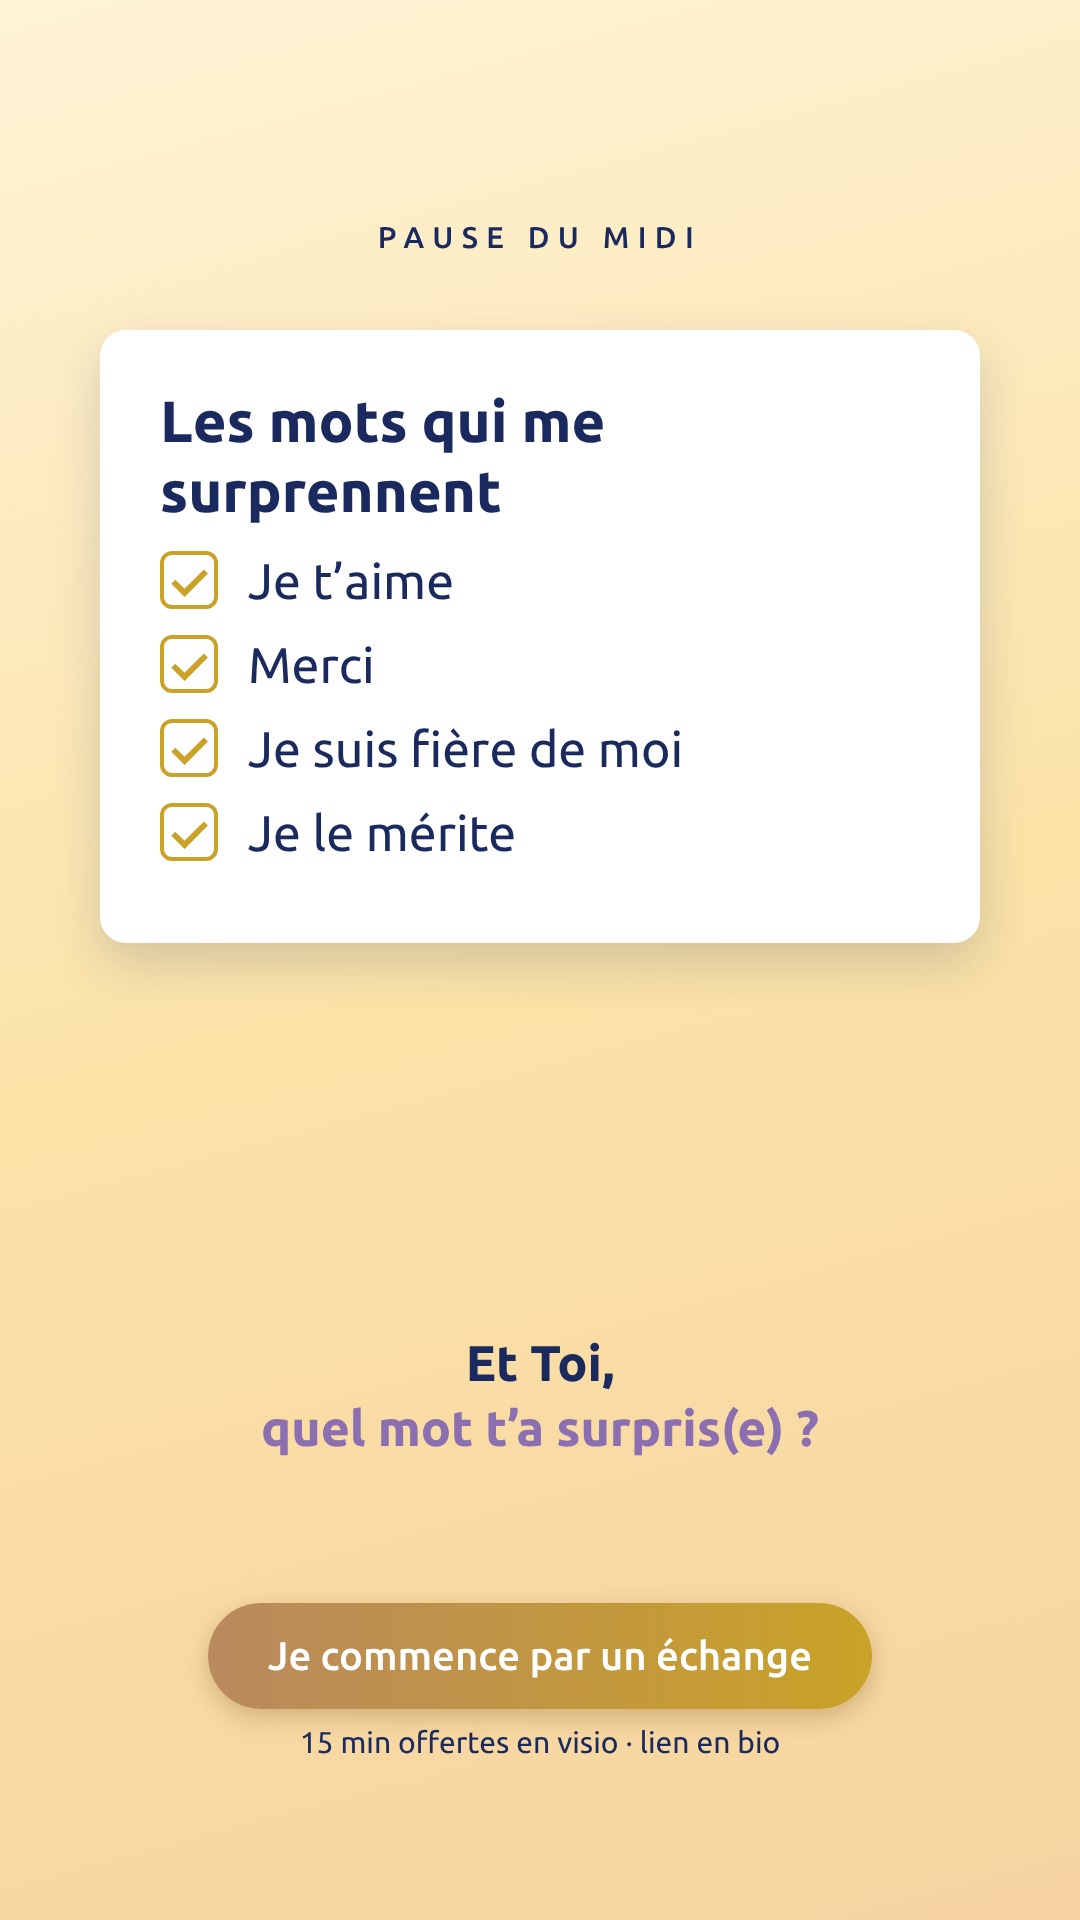 PAUSE DU MIDI
Les mots qui me
surprennent
Je t’aime
Merci
Je suis fière de moi
Je le mérite
Et Toi,
quel mot t’a surpris(e) ?
Je commence par un échange
15 min offertes en visio · lien en bio